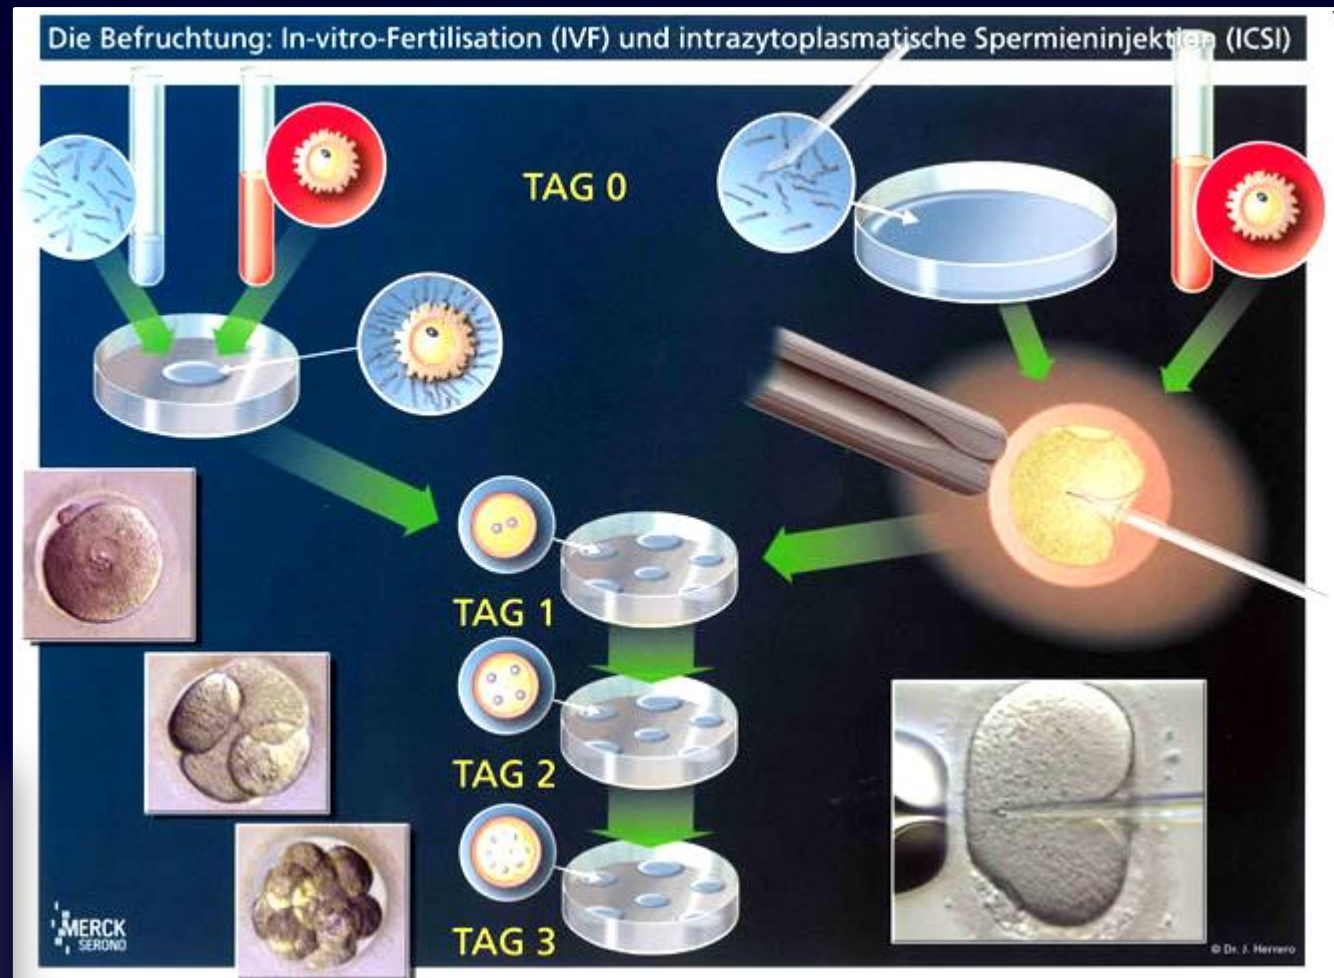 Die Befruchtung: In-vitro-Fertilisation (IVF) und intrazytoplasmatische Spermieninjektion (ICSI)
TAG 0
TAG 1
TAG 2
TAG 3
MERCK
SERONO
© Dr. J. Herrero